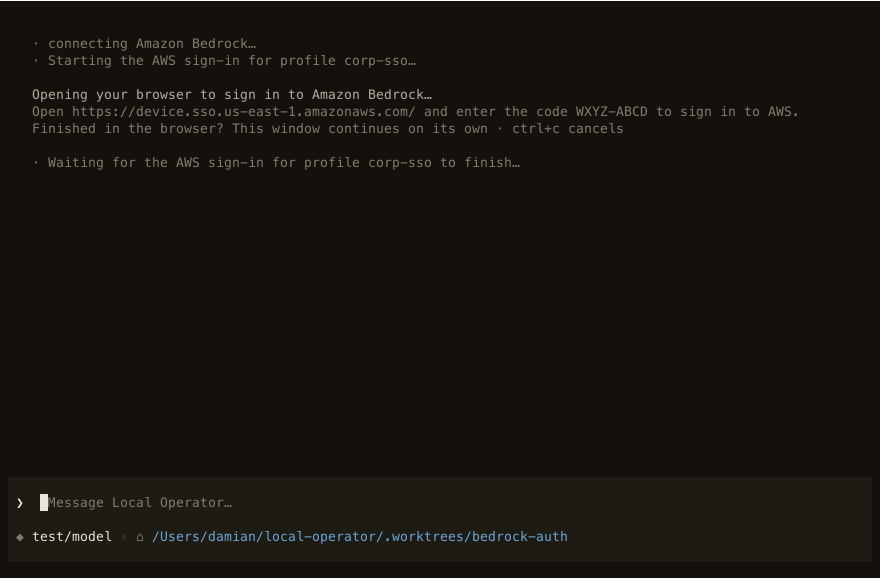 · connecting Amazon Bedrock…
· Starting the AWS sign-in for profile corp-sso…
Opening your browser to sign in to Amazon Bedrock…
Open https://device.sso.us-east-1.amazonaws.com/ and enter the code WXYZ-ABCD to sign in to AWS.
Finished in the browser? This window continues on its own · ctrl+c cancels
· Waiting for the AWS sign-in for profile corp-sso to finish…
❯ Message Local Operator…
◆ test/model › ⌂ /Users/damian/local-operator/.worktrees/bedrock-auth